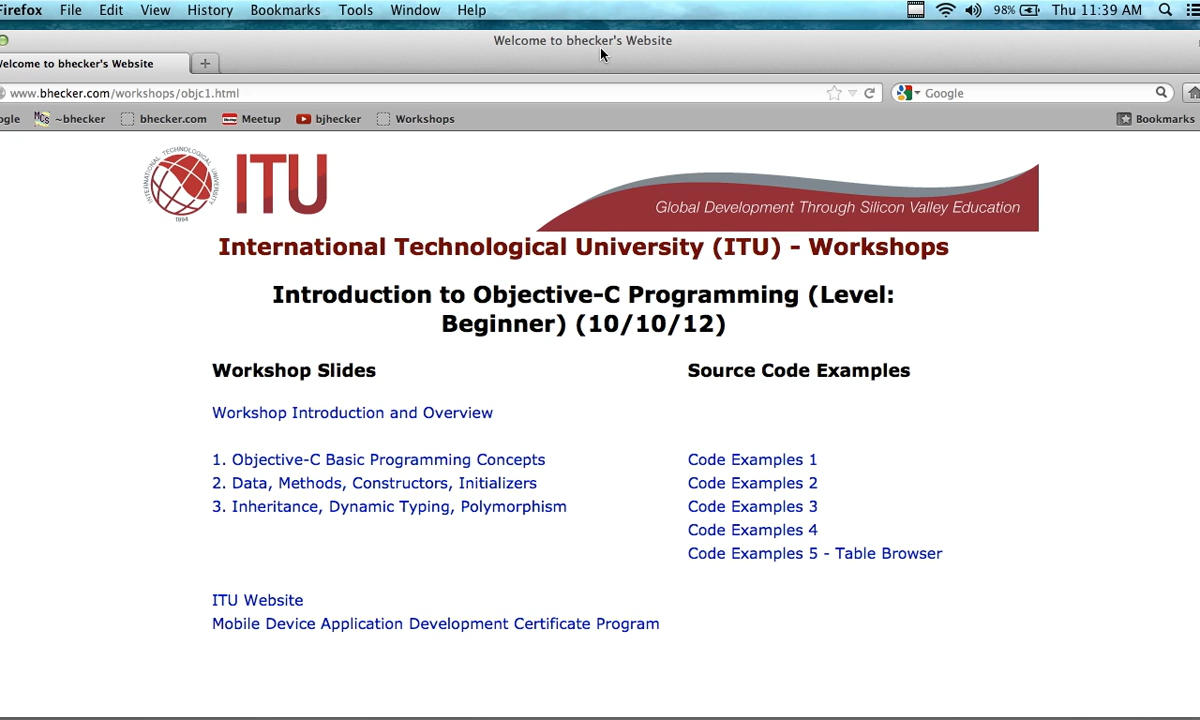 Firefox File Edit View History Bookmarks Tools Window Help 98% Thu 11:39 AM
Welcome to bhecker's Website
Welcome to bhecker's Website
www.bhecker.com/workshops/objc1.html Google
ogle MCS ~bhecker bhecker.com Meetup bjhecker Workshops Bookmarks
INTERNATIONAL TECHNOLOGICAL UNIVERSITY
1994
ITU
Global Development Through Silicon Valley Education
International Technological University (ITU) - Workshops
Introduction to Objective-C Programming (Level:
Beginner) (10/10/12)
Workshop Slides Source Code Examples
Workshop Introduction and Overview
1. Objective-C Basic Programming Concepts Code Examples 1
2. Data, Methods, Constructors, Initializers Code Examples 2
3. Inheritance, Dynamic Typing, Polymorphism Code Examples 3
Code Examples 4
Code Examples 5 - Table Browser
ITU Website
Mobile Device Application Development Certificate Program